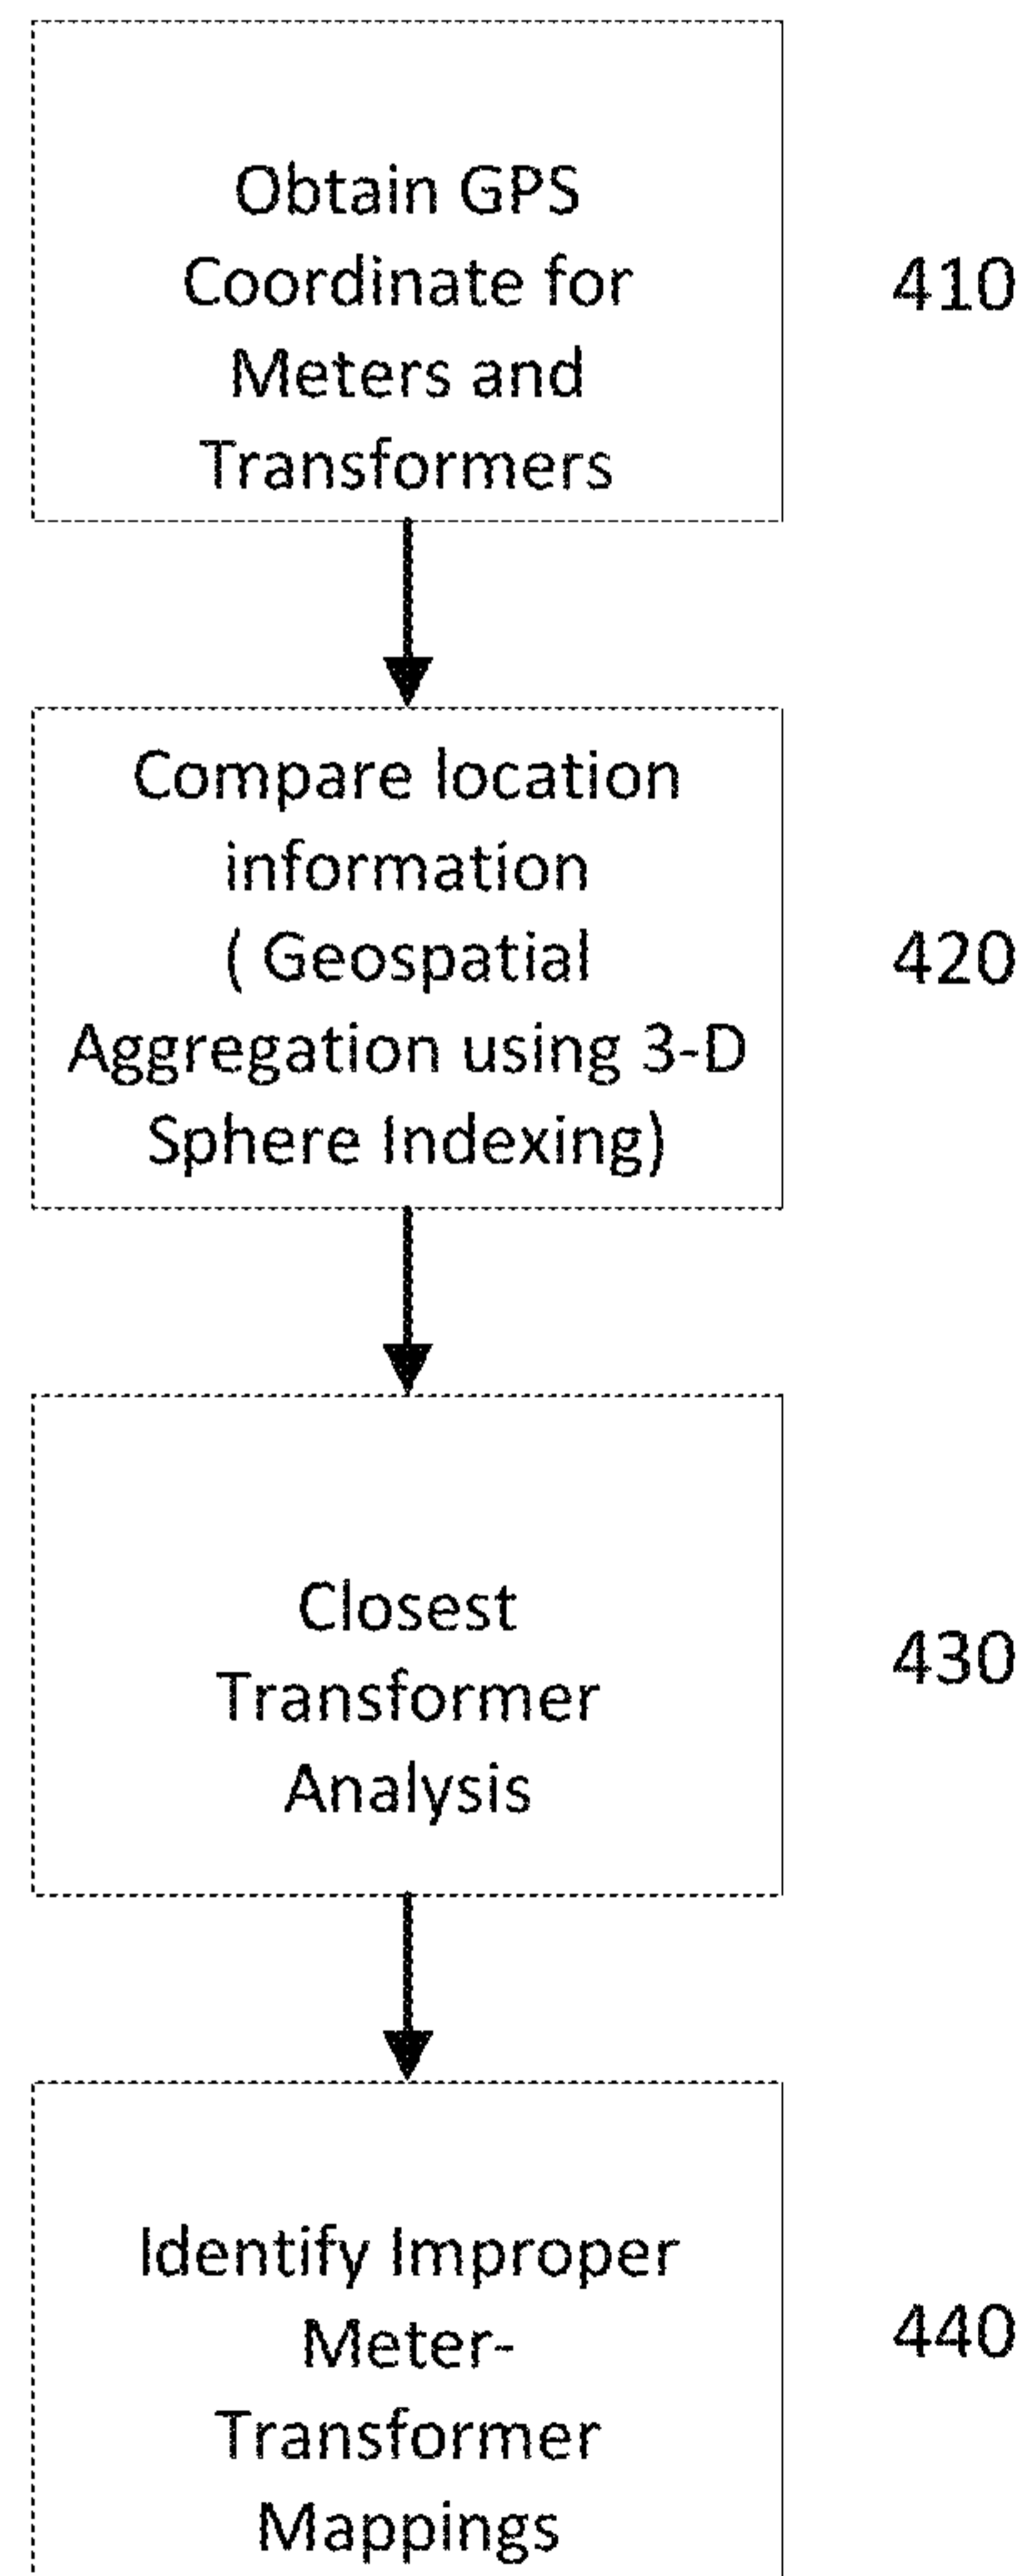 Obtain GPS
Coordinate for
Meters and
Transformers
410
Compare location
information
( Geospatial
Aggregation using 3-D
Sphere Indexing)
420
Closest
Transformer
Analysis
430
Identify Improper
Meter-
Transformer
Mappings
440